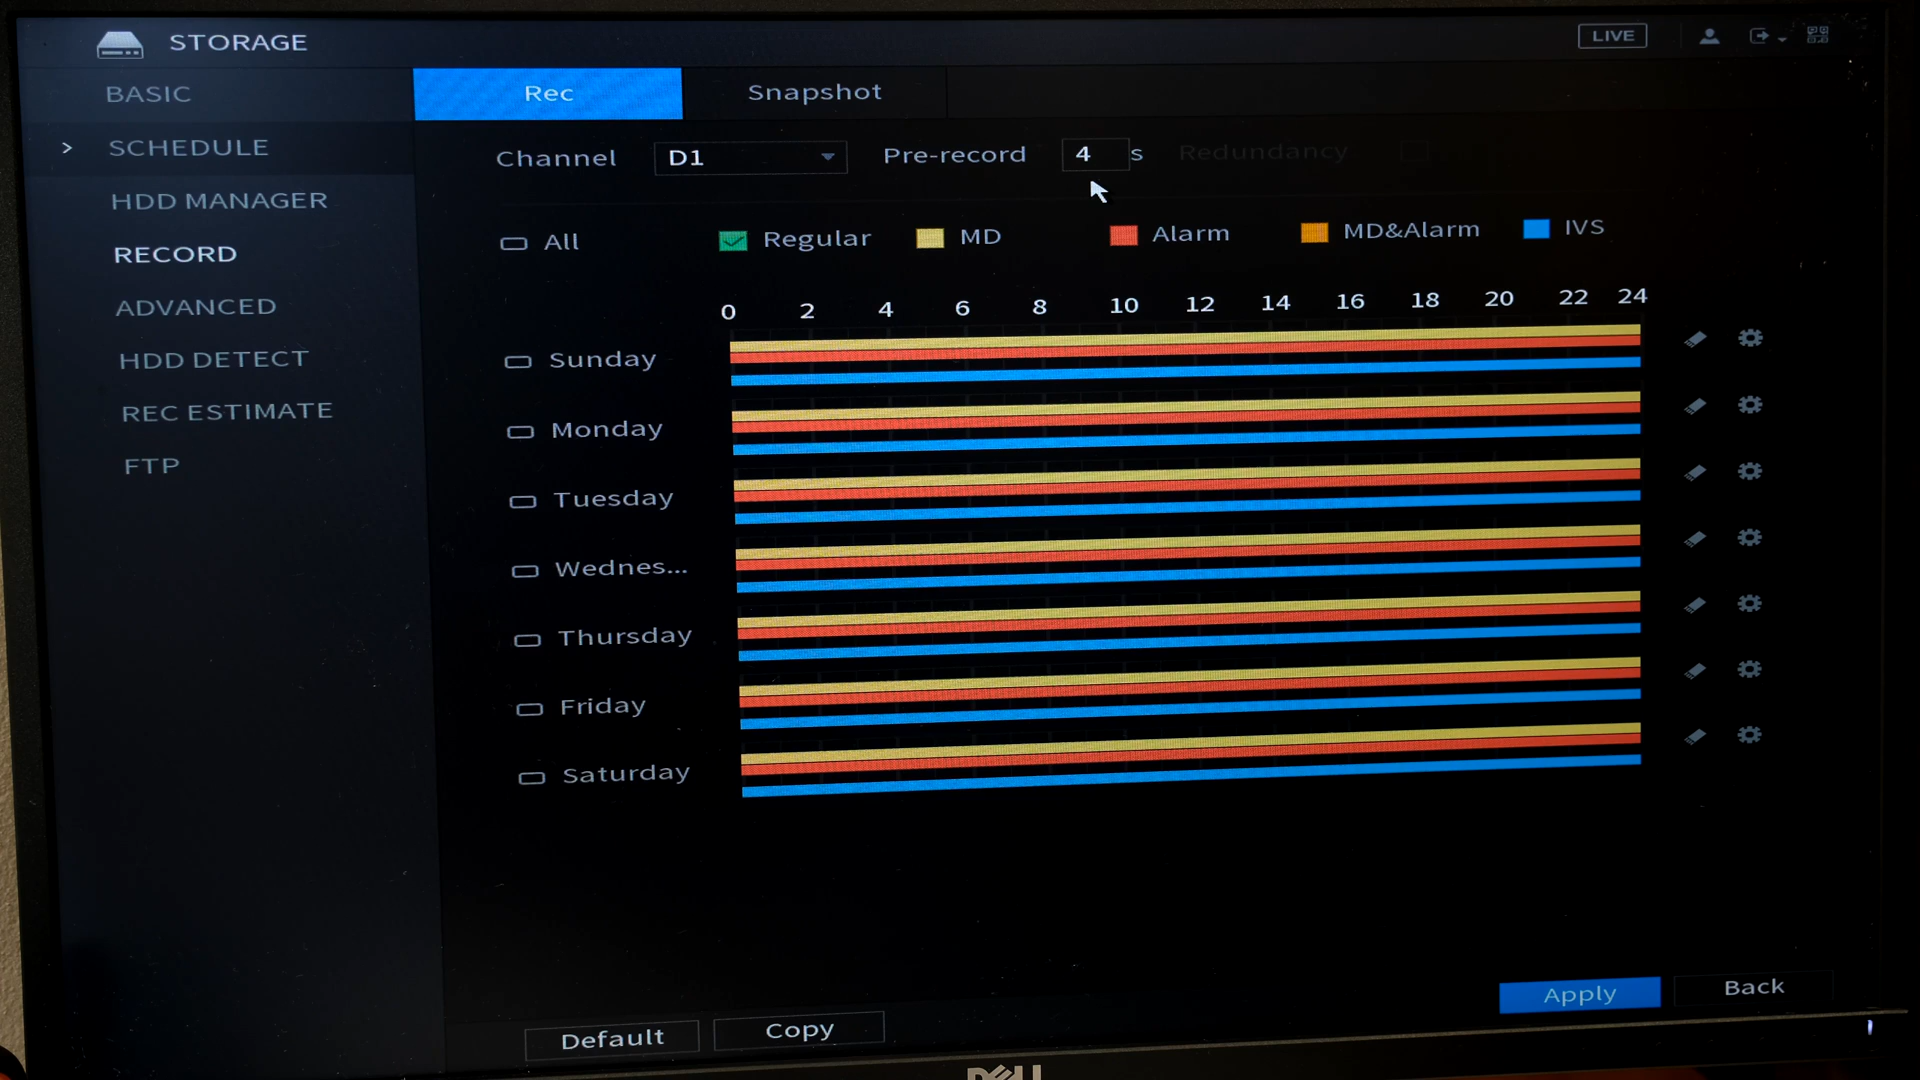 STORAGE
LIVE
BASIC
SCHEDULE
HDD MANAGER
RECORD
ADVANCED
HDD DETECT
REC ESTIMATE
FTP
Rec Snapshot
Channel D1 Pre-record 4 s Redundancy
All Regular MD Alarm MD&Alarm IVS
0 2 4 6 8 10 12 14 16 18 20 22 24
Sunday
Monday
Tuesday
Wednes...
Thursday
Friday
Saturday
Default Copy Apply Back
DELL